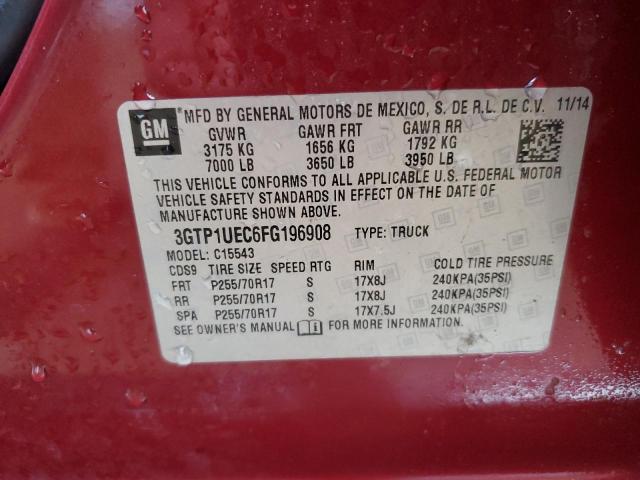 GM
MFD BY GENERAL MOTORS DE MEXICO, S. DE R.L. DE C.V. 11/14
GVWR GAWR FRT GAWR RR
3175 KG 1656 KG 1792 KG
7000 LB 3650 LB 3950 LB
THIS VEHICLE CONFORMS TO ALL APPLICABLE U.S. FEDERAL MOTOR
VEHICLE SAFETY STANDARDS IN EFFECT ON THE DATE OF
MANUFACTURE SHOWN ABOVE.
3GTP1UEC6FG196908 TYPE: TRUCK
MODEL: C15543
CDS9 TIRE SIZE SPEED RTG RIM COLD TIRE PRESSURE
FRT P255/70R17 S 17X8J 240KPA(35PSI)
RR P255/70R17 S 17X8J 240KPA(35PSI)
SPA P255/70R17 S 17X7.5J 240KPA(35PSI)
SEE OWNER'S MANUAL i FOR MORE INFORMATION.